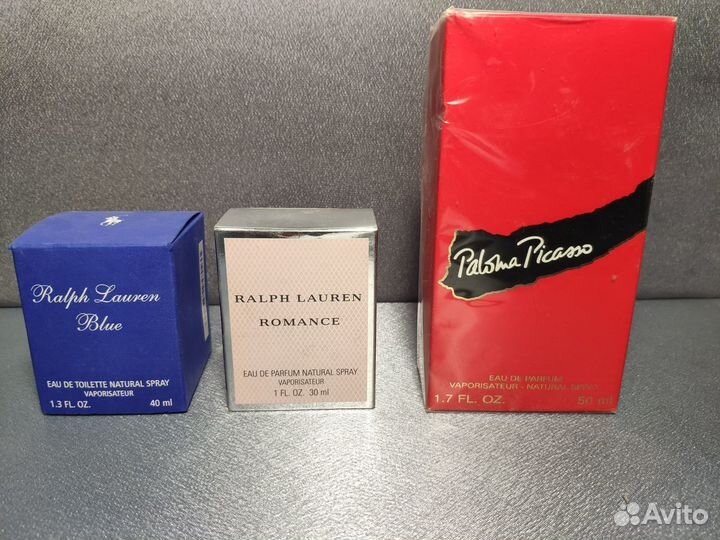 Ralph Lauren
Blue
EAU DE TOILETTE NATURAL SPRAY
VAPORISATEUR
1.3 FL. OZ. 40 ml
RALPH LAUREN
ROMANCE
EAU DE PARFUM NATURAL SPRAY
VAPORISATEUR
1 FL. OZ. 30 ml
Paloma Picasso
EAU DE PARFUM
VAPORISATEUR - NATURAL SPRAY
1.7 FL. OZ. 50 ml
Avito